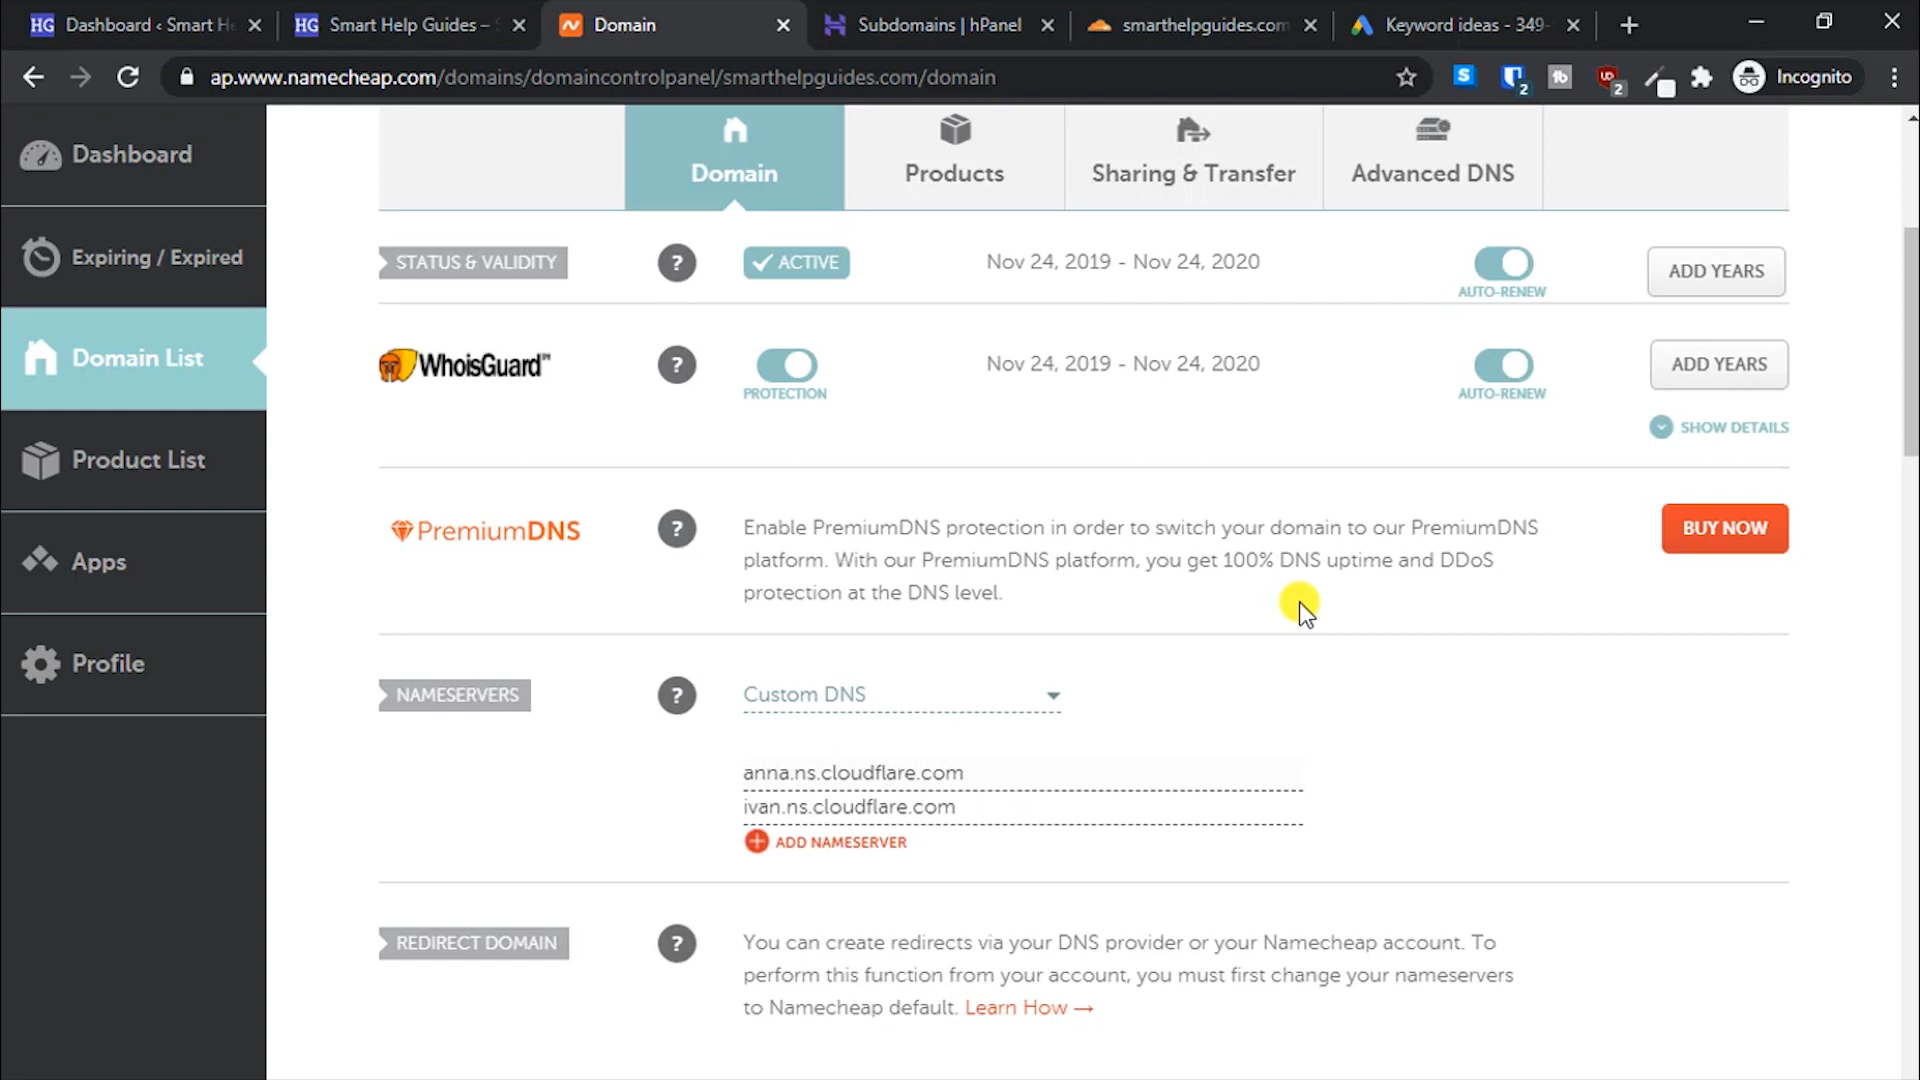 HG Dashboard ‹ Smart He
HG Smart Help Guides – S
Domain
Subdomains | hPanel
smarthelpguides.com
Keyword ideas - 349-
ap.www.namecheap.com/domains/domaincontrolpanel/smarthelpguides.com/domain
S
2
tb
UD
2
Incognito
Dashboard
Expiring / Expired
Domain List
Product List
Apps
Profile
Domain
Products
Sharing & Transfer
Advanced DNS
STATUS & VALIDITY
?
ACTIVE
Nov 24, 2019 - Nov 24, 2020
AUTO-RENEW
ADD YEARS
WhoisGuard™
?
PROTECTION
Nov 24, 2019 - Nov 24, 2020
AUTO-RENEW
ADD YEARS
SHOW DETAILS
PremiumDNS
?
Enable PremiumDNS protection in order to switch your domain to our PremiumDNS
platform. With our PremiumDNS platform, you get 100% DNS uptime and DDoS
protection at the DNS level.
BUY NOW
NAMESERVERS
?
Custom DNS
anna.ns.cloudflare.com
ivan.ns.cloudflare.com
ADD NAMESERVER
REDIRECT DOMAIN
?
You can create redirects via your DNS provider or your Namecheap account. To
perform this function from your account, you must first change your nameservers
to Namecheap default. Learn How →